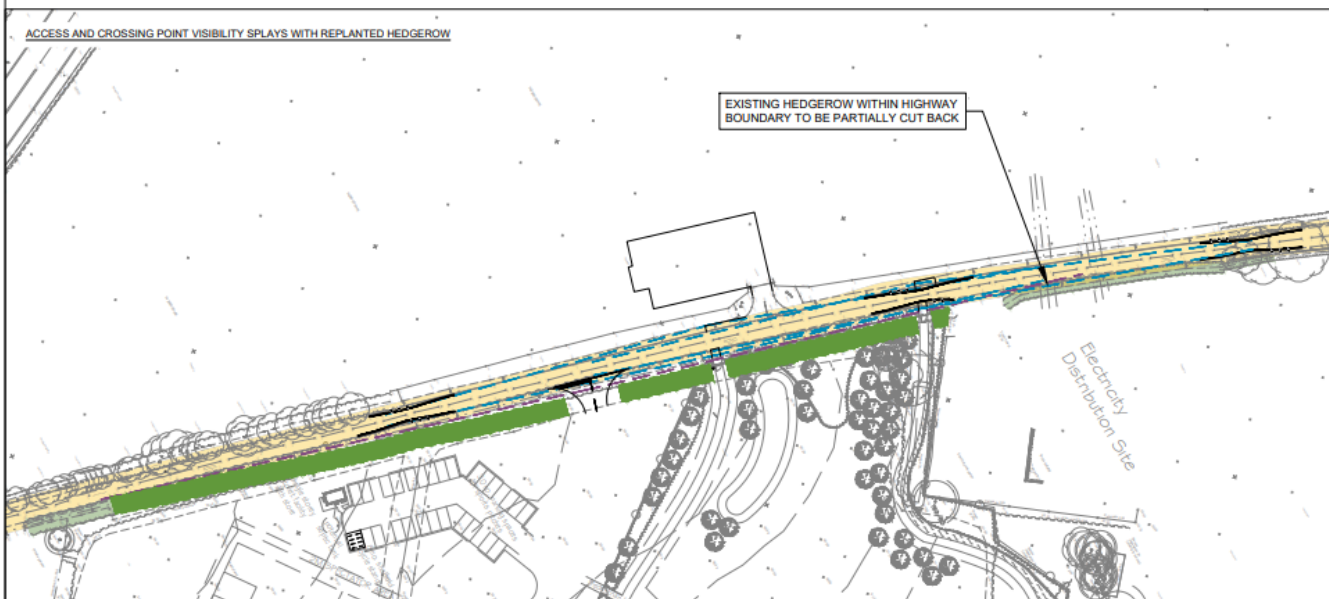 ACCESS AND CROSSING POINT VISIBILITY SPLAYS WITH REPLANTED HEDGEROW
EXISTING HEDGEROW WITHIN HIGHWAY
BOUNDARY TO BE PARTIALLY CUT BACK
Electricity
Distribution Site